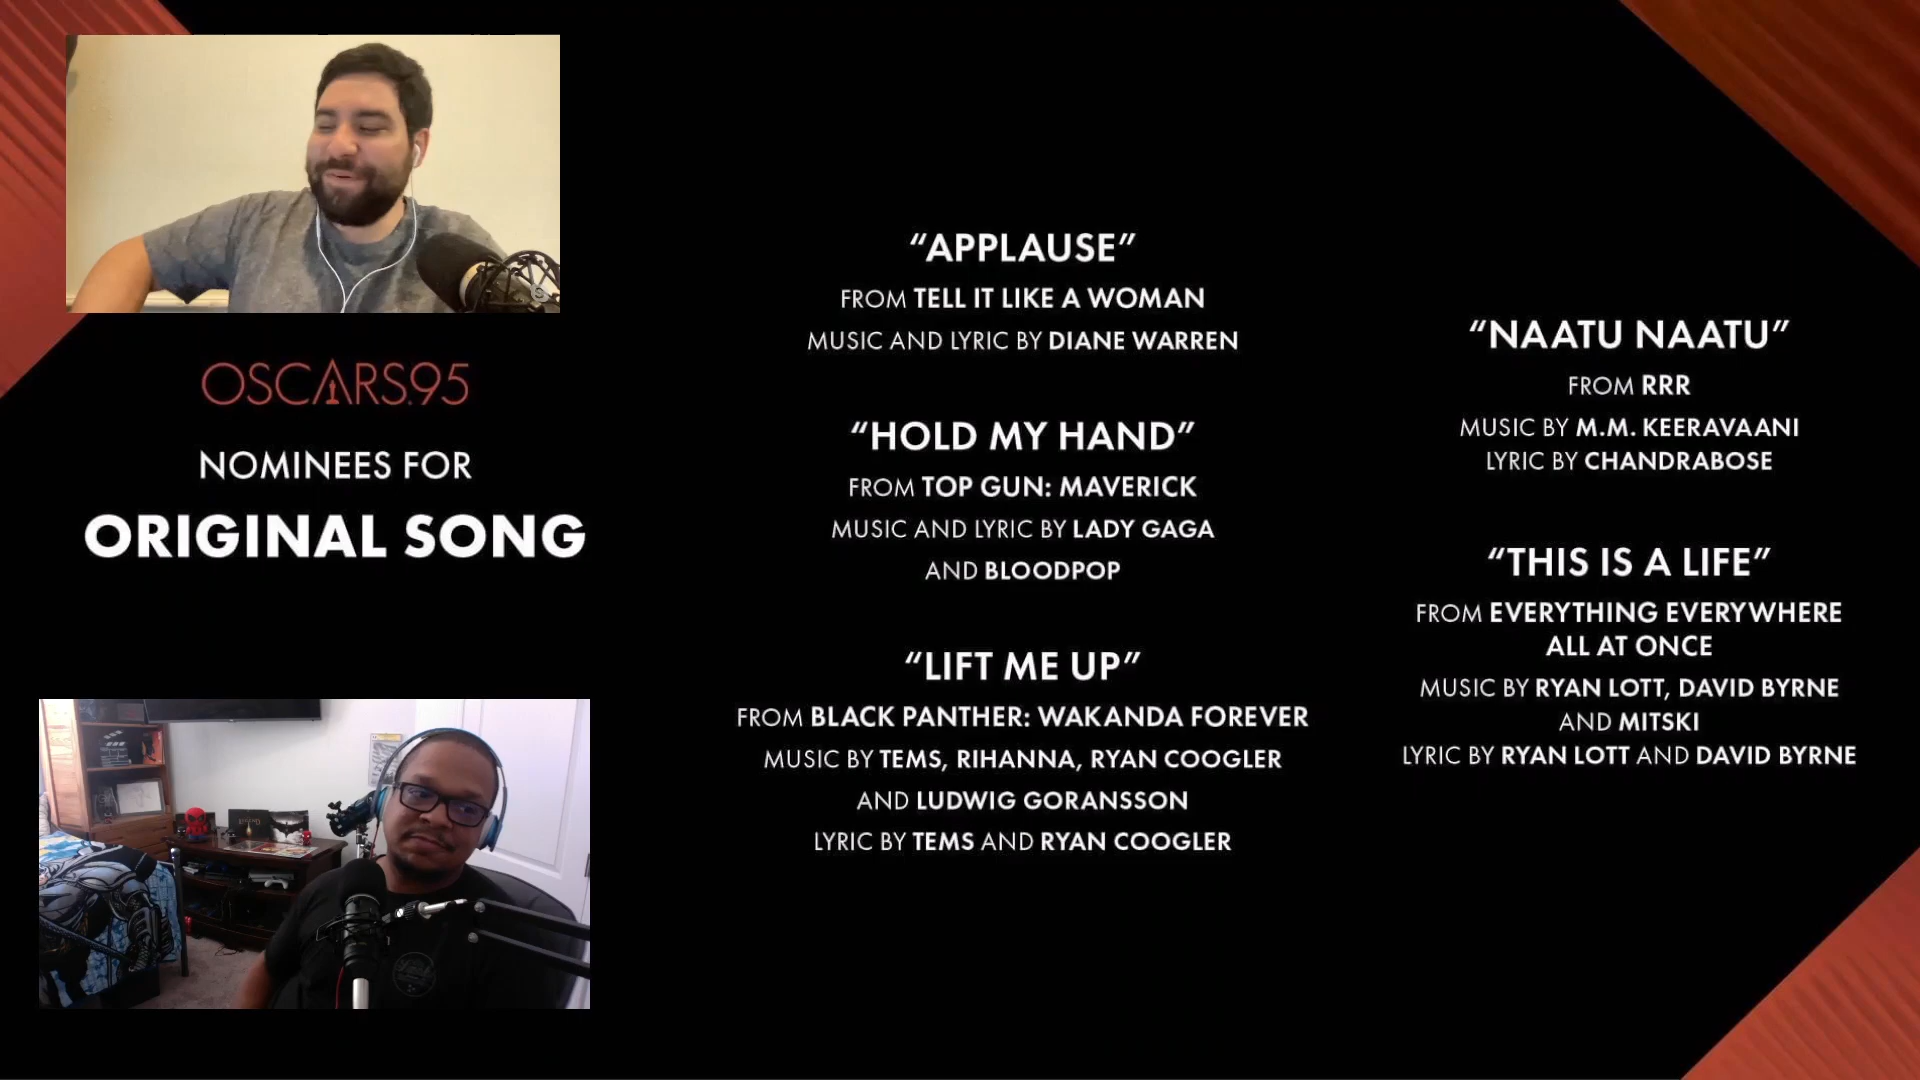 OSCARS.95
NOMINEES FOR
ORIGINAL SONG
“APPLAUSE”
FROM TELL IT LIKE A WOMAN
MUSIC AND LYRIC BY DIANE WARREN
“HOLD MY HAND”
FROM TOP GUN: MAVERICK
MUSIC AND LYRIC BY LADY GAGA
AND BLOODPOP
“LIFT ME UP”
FROM BLACK PANTHER: WAKANDA FOREVER
MUSIC BY TEMS, RIHANNA, RYAN COOGLER
AND LUDWIG GORANSSON
LYRIC BY TEMS AND RYAN COOGLER
“NAATU NAATU”
FROM RRR
MUSIC BY M.M. KEERAVAANI
LYRIC BY CHANDRABOSE
“THIS IS A LIFE”
FROM EVERYTHING EVERYWHERE
ALL AT ONCE
MUSIC BY RYAN LOTT, DAVID BYRNE
AND MITSKI
LYRIC BY RYAN LOTT AND DAVID BYRNE